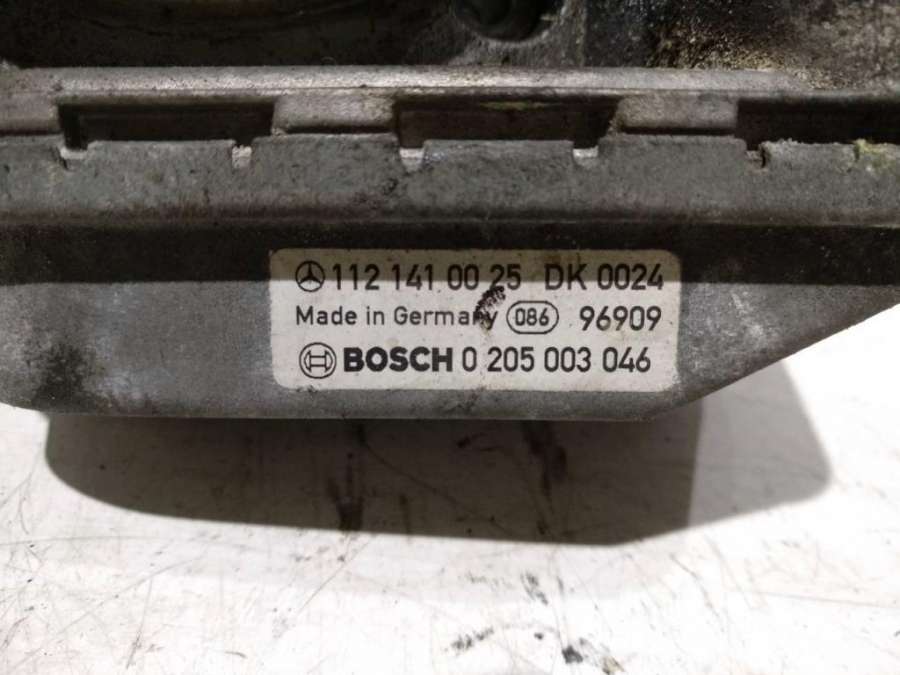 112 141 00 25 DK 0024
Made in Germany 086 96909
BOSCH 0 205 003 046